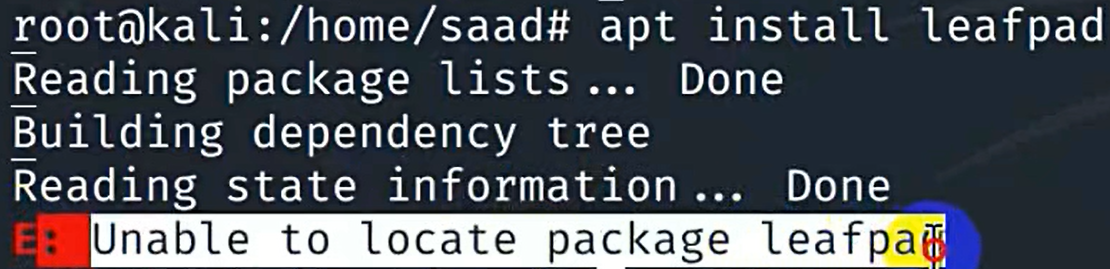 root@kali:/home/saad# apt install leafpad
Reading package lists... Done
Building dependency tree
Reading state information... Done
E: Unable to locate package leafpad